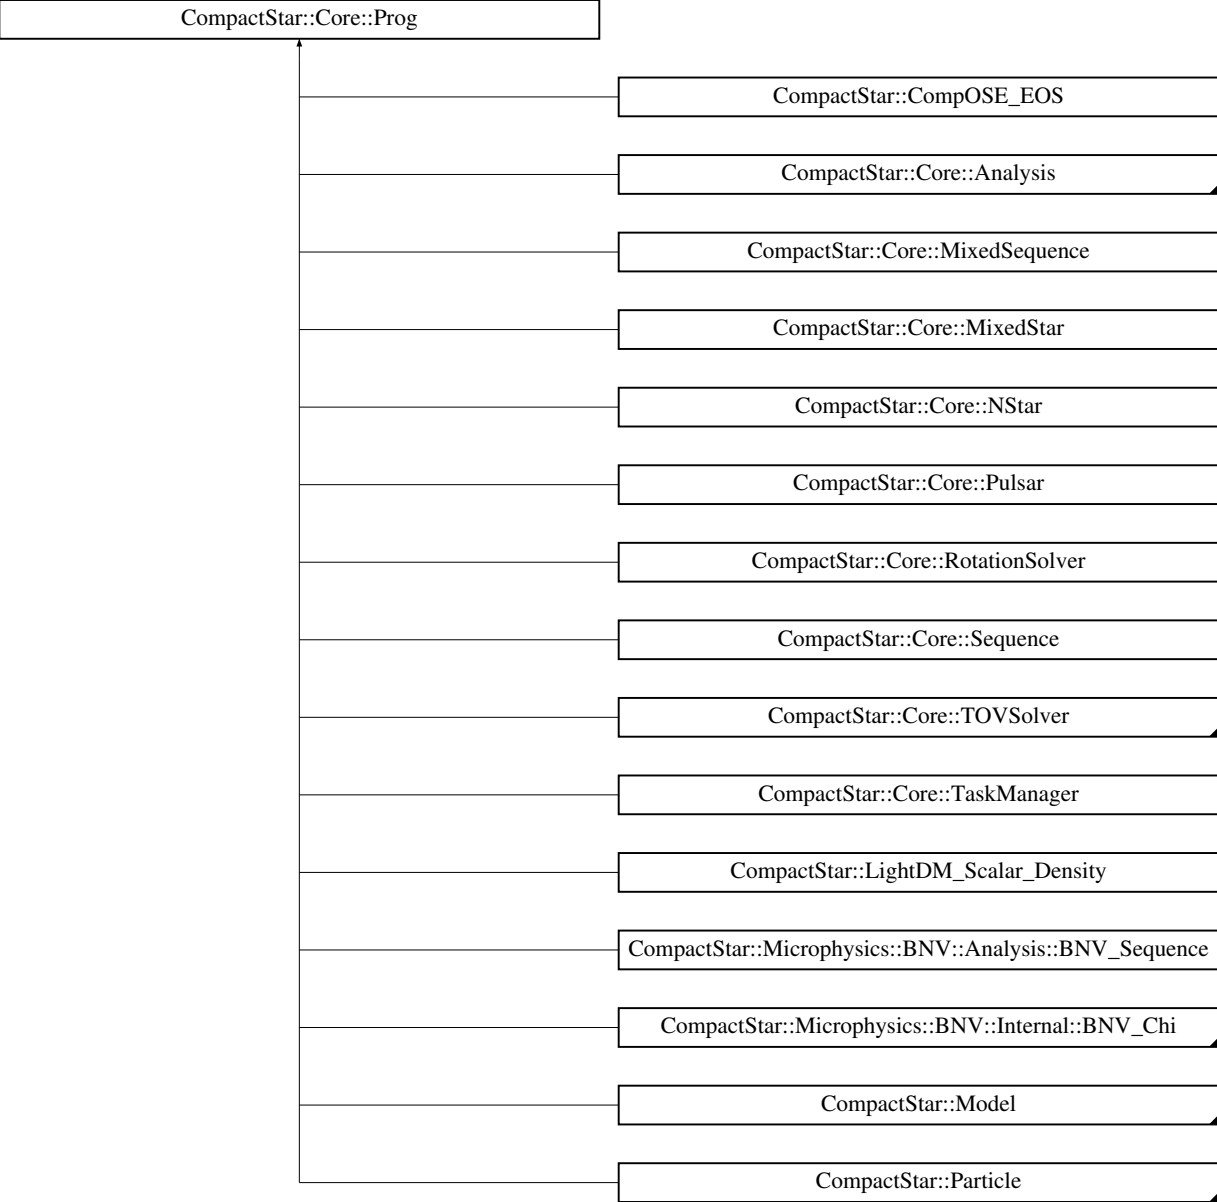 CompactStar::Core::Prog
CompactStar::CompOSE_EOS
CompactStar::Core::Analysis
CompactStar::Core::MixedSequence
CompactStar::Core::MixedStar
CompactStar::Core::NStar
CompactStar::Core::Pulsar
CompactStar::Core::RotationSolver
CompactStar::Core::Sequence
CompactStar::Core::TOVSolver
CompactStar::Core::TaskManager
CompactStar::LightDM_Scalar_Density
CompactStar::Microphysics::BNV::Analysis::BNV_Sequence
CompactStar::Microphysics::BNV::Internal::BNV_Chi
CompactStar::Model
CompactStar::Particle